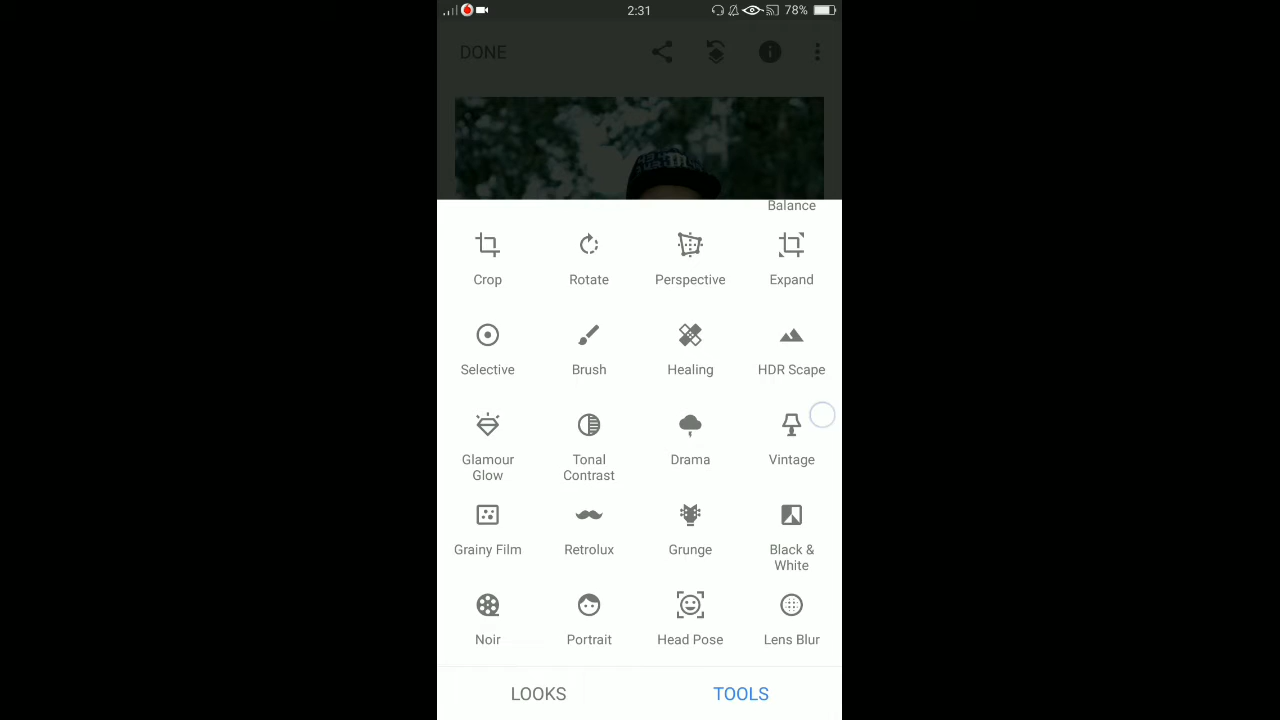 2:31
78%
DONE
Balance
Crop
Rotate
Perspective
Expand
Selective
Brush
Healing
HDR Scape
Glamour
Glow
Tonal
Contrast
Drama
Vintage
Grainy Film
Retrolux
Grunge
Black &
White
Noir
Portrait
Head Pose
Lens Blur
LOOKS
TOOLS